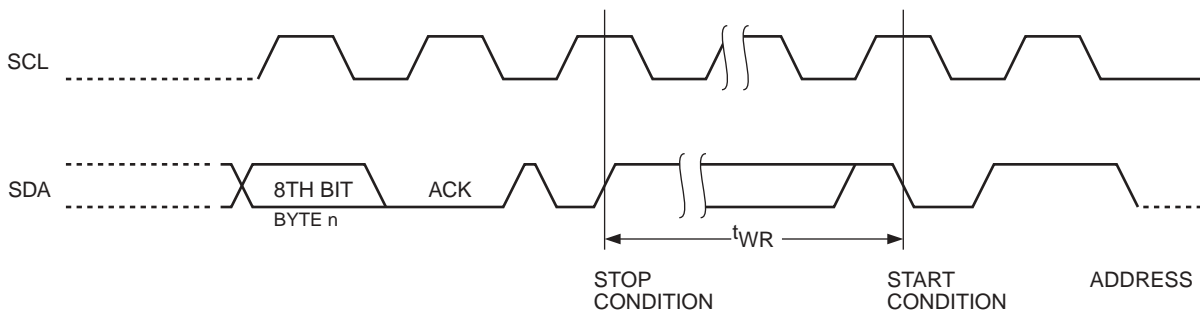 SCL
SDA
8TH BIT
ACK
BYTE n
tWR
STOP
CONDITION
START
CONDITION
ADDRESS